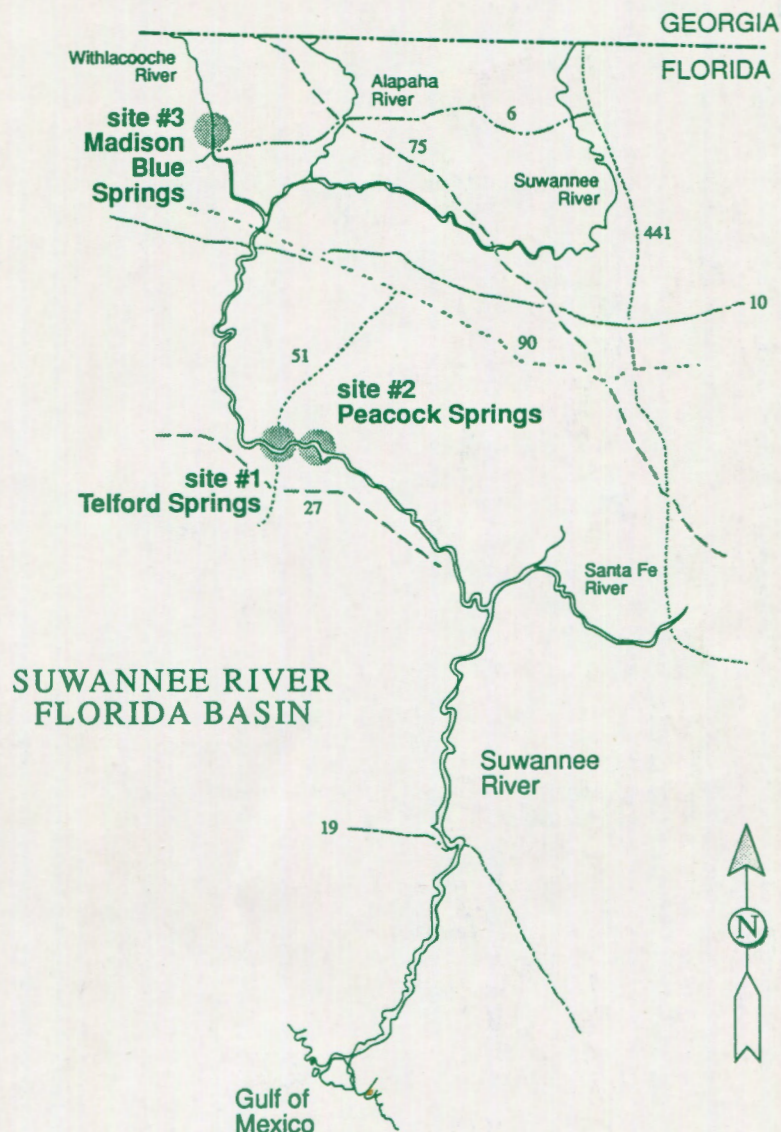 GEORGIA
FLORIDA
Withlacooche
River
Alapaha
River
6
site #3
Madison
Blue
Springs
75
Suwannee
River
441
10
90
51
site #2
Peacock Springs
site #1
Telford Springs
27
Santa Fe
River
SUWANNEE RIVER
FLORIDA BASIN
Suwannee
River
19
N
Gulf of
Mexico